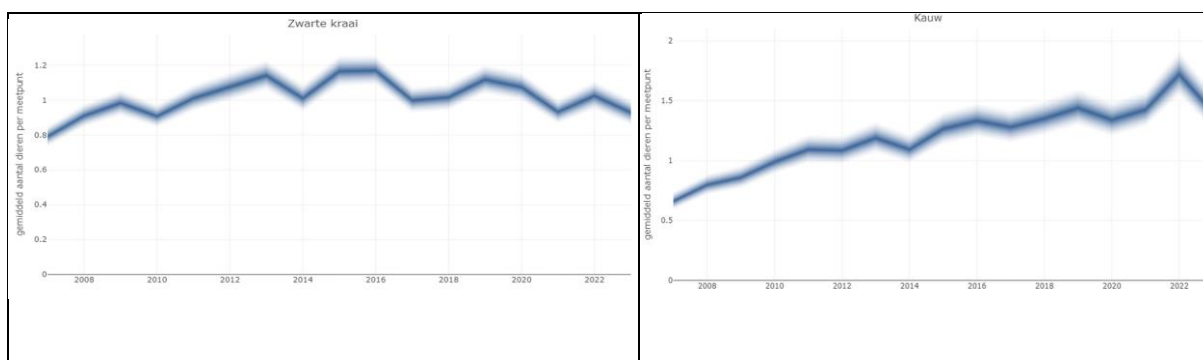 Zwarte kraai
gemiddeld aantal dieren per meetpunt
1.2
1
0.8
0.6
0.4
0.2
0
2008 2010 2012 2014 2016 2018 2020 2022
Kauw
gemiddeld aantal dieren per meetpunt
2
1.5
1
0.5
0
2008 2010 2012 2014 2016 2018 2020 2022